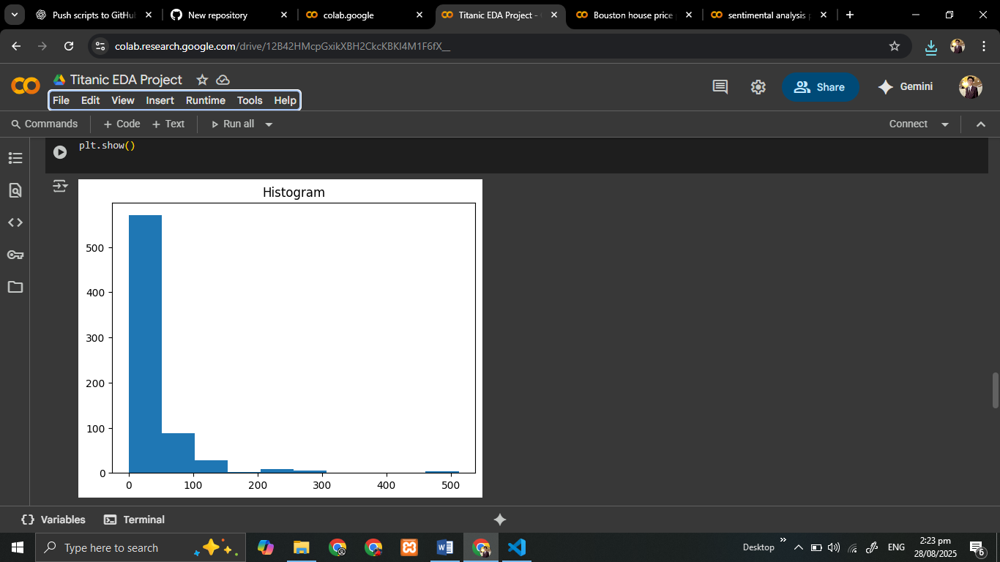 Push scripts to GitHub
New repository
colab.google
Titanic EDA Project -
Bouston house price
sentimental analysis
colab.research.google.com/drive/12B42HMcpGxikXBH2CkcKBKl4M1F6fX__
Titanic EDA Project
File Edit View Insert Runtime Tools Help
Share
Gemini
Commands + Code + Text Run all
Connect
plt.show()
Histogram
500
400
300
200
100
0
0 100 200 300 400 500
Variables Terminal
Type here to search
Desktop
ENG
2:23 pm
28/08/2025
6